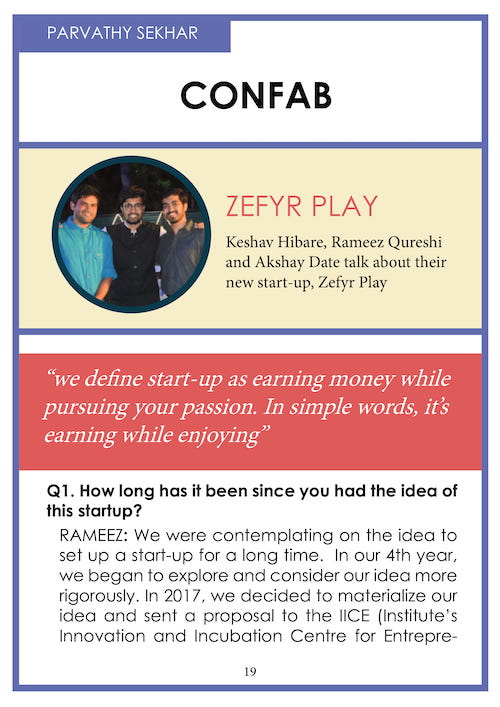 PARVATHY SEKHAR
CONFAB
ZEFYR PLAY
Keshav Hibare, Rameez Qureshi
and Akshay Date talk about their
new start-up, Zefyr Play
“we define start-up as earning money while
pursuing your passion. In simple words, it’s
earning while enjoying”
Q1. How long has it been since you had the idea of
this startup?
RAMEEZ: We were contemplating on the idea to
set up a start-up for a long time. In our 4th year,
we began to explore and consider our idea more
rigorously. In 2017, we decided to materialize our
idea and sent a proposal to the IICE (Institute’s
Innovation and Incubation Centre for Entrepre-
19